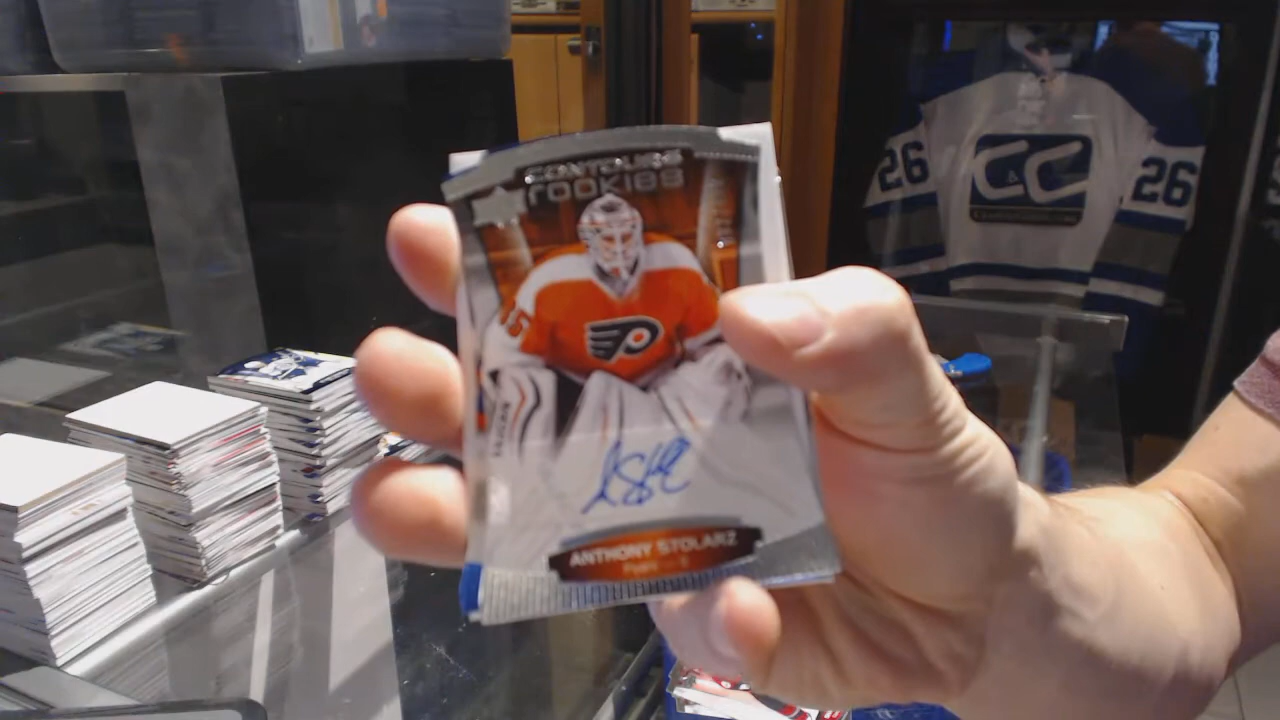 CONTOURS
ROOKIES
26
C&C
26
ANTHONY STOLARZ